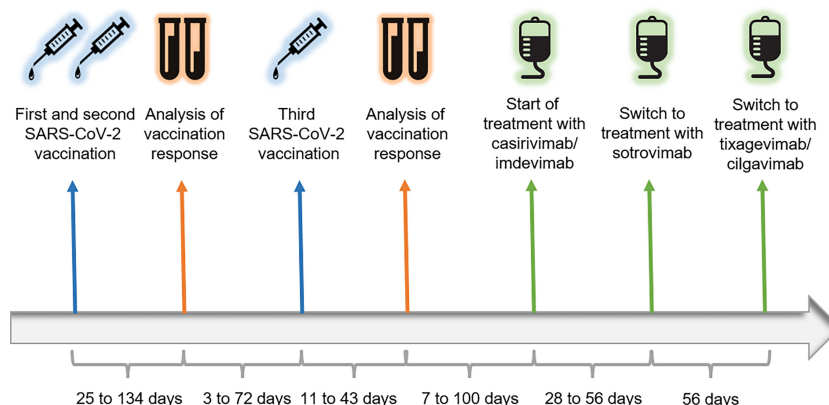 First and second
SARS-CoV-2
vaccination
Analysis of
vaccination
response
Third
SARS-CoV-2
vaccination
Analysis of
vaccination
response
Start of
treatment with
casirivimab/
imdevimab
Switch to
treatment with
sotrovimab
Switch to
treatment with
tixagevimab/
cilgavimab
25 to 134 days
3 to 72 days
11 to 43 days
7 to 100 days
28 to 56 days
56 days